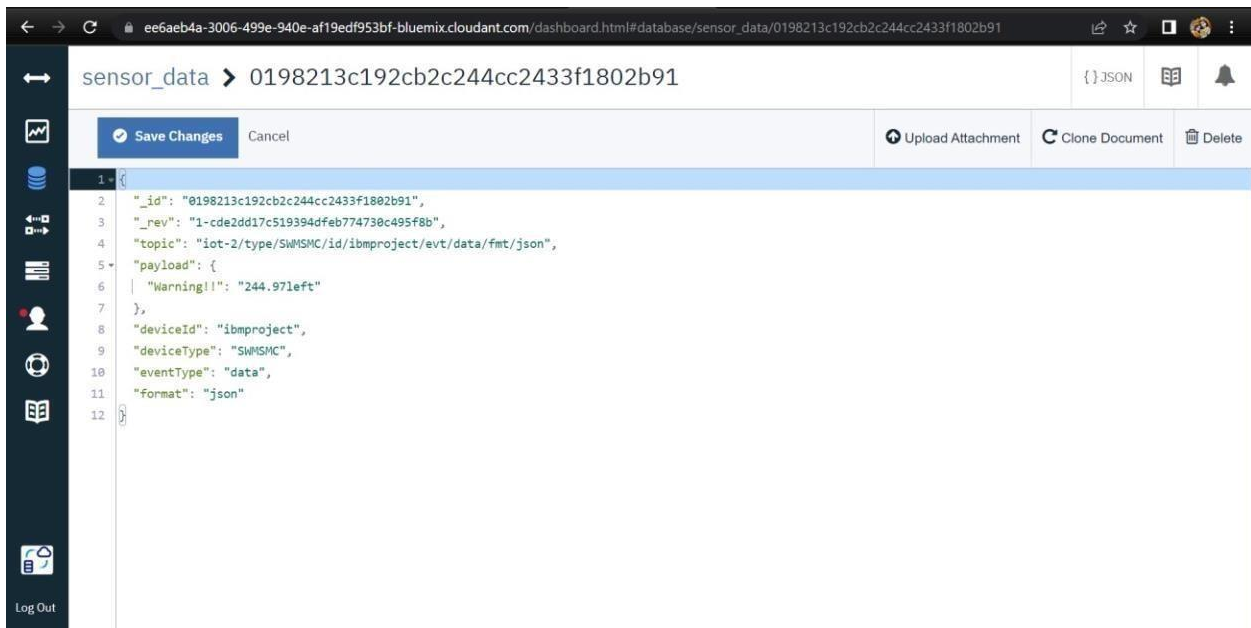 ee6aeb4a-3006-499e-940e-af19edf953bf-bluemix.cloudant.com/dashboard.html#database/sensor_data/0198213c192cb2c244cc2433f1802b91
sensor_data > 0198213c192cb2c244cc2433f1802b91
{ } JSON
Save Changes Cancel
Upload Attachment Clone Document Delete
1 {
2 "_id": "0198213c192cb2c244cc2433f1802b91",
3 "_rev": "1-cde2dd17c519394dfeb774730c495f8b",
4 "topic": "iot-2/type/SWMSMC/id/ibmproject/evt/data/fmt/json",
5 "payload": {
6 "Warning!!": "244.97left"
7 },
8 "deviceId": "ibmproject",
9 "deviceType": "SWMSMC",
10 "eventType": "data",
11 "format": "json"
12 }
Log Out